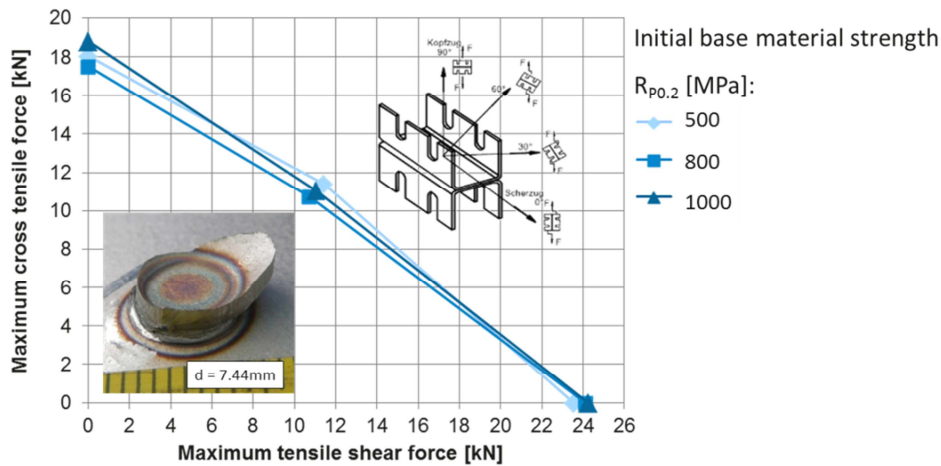 Maximum cross tensile force [kN]
20
18
16
14
12
10
8
6
4
2
0
0 2 4 6 8 10 12 14 16 18 20 22 24 26
Maximum tensile shear force [kN]
Kopfzug
90°
F
F
60°
F
F
30°
F
F
Scherzug
0°
F
F
d = 7.44mm
Initial base material strength
RP0.2 [MPa]:
500
800
1000